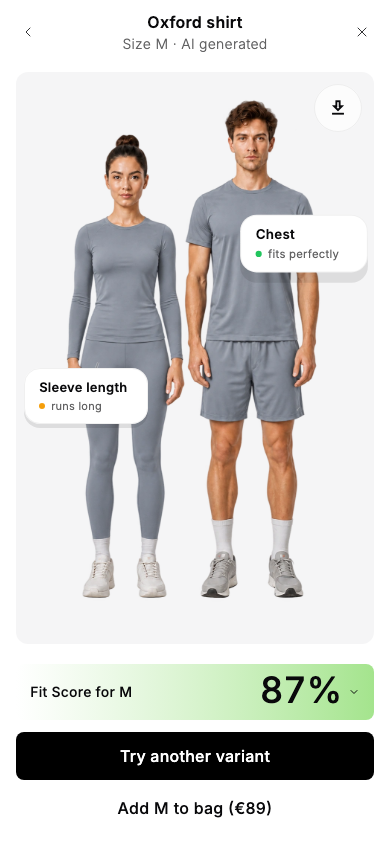 Oxford shirt
Size M · AI generated
Chest
fits perfectly
Sleeve length
runs long
Fit Score for M
87%
Try another variant
Add M to bag (€89)